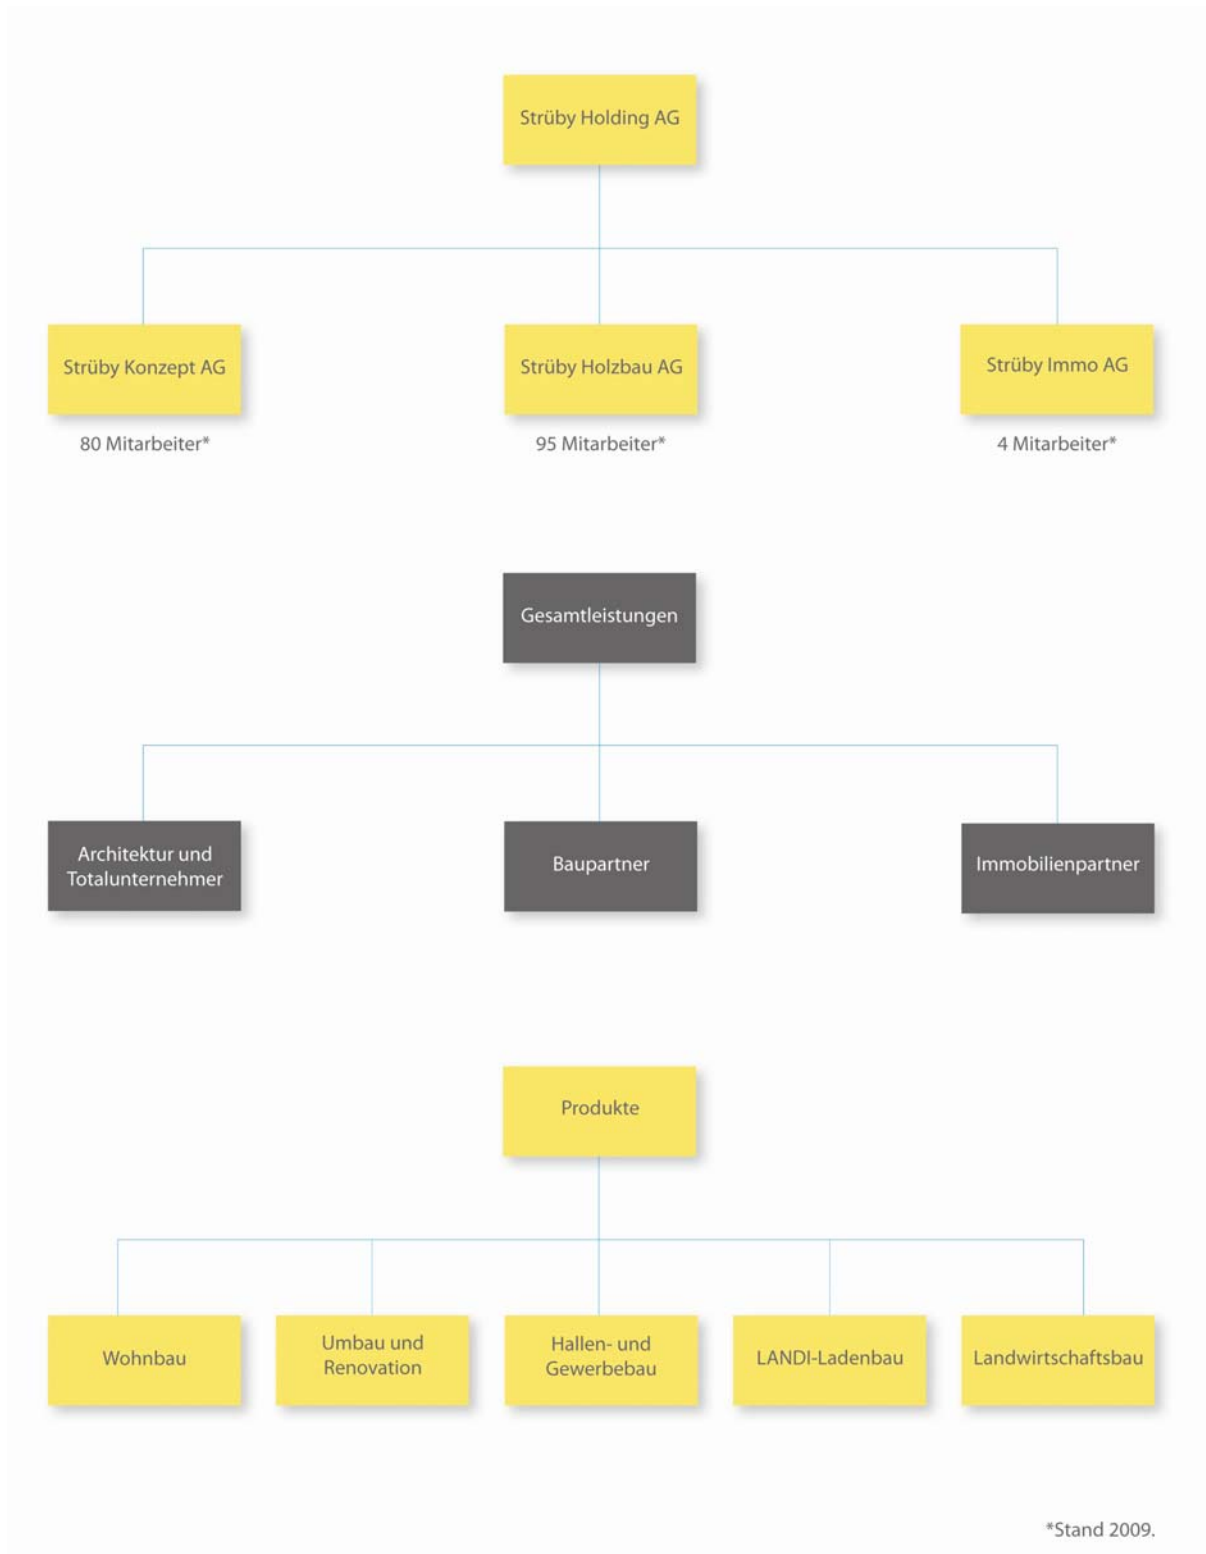 Strüby Holding AG
Strüby Konzept AG
Strüby Holzbau AG
Strüby Immo AG
80 Mitarbeiter*
95 Mitarbeiter*
4 Mitarbeiter*
Gesamtleistungen
Architektur und
Totalunternehmer
Baupartner
Immobilienpartner
Produkte
Wohnbau
Umbau und
Renovation
Hallen- und
Gewerbebau
LANDI-Ladenbau
Landwirtschaftsbau
*Stand 2009.